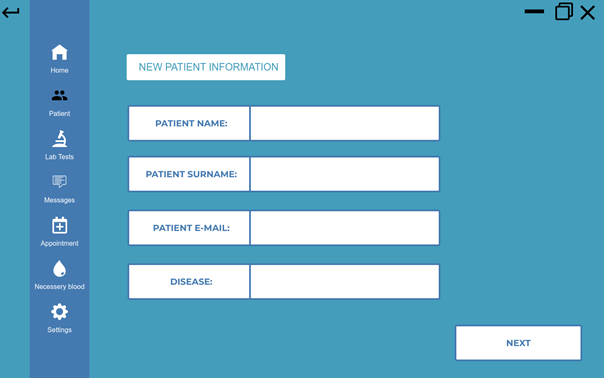 Home
Patient
Lab Tests
Messages
Appointment
Necessery blood
Settings
NEW PATIENT INFORMATION
PATIENT NAME:
PATIENT SURNAME:
PATIENT E-MAIL:
DISEASE:
NEXT